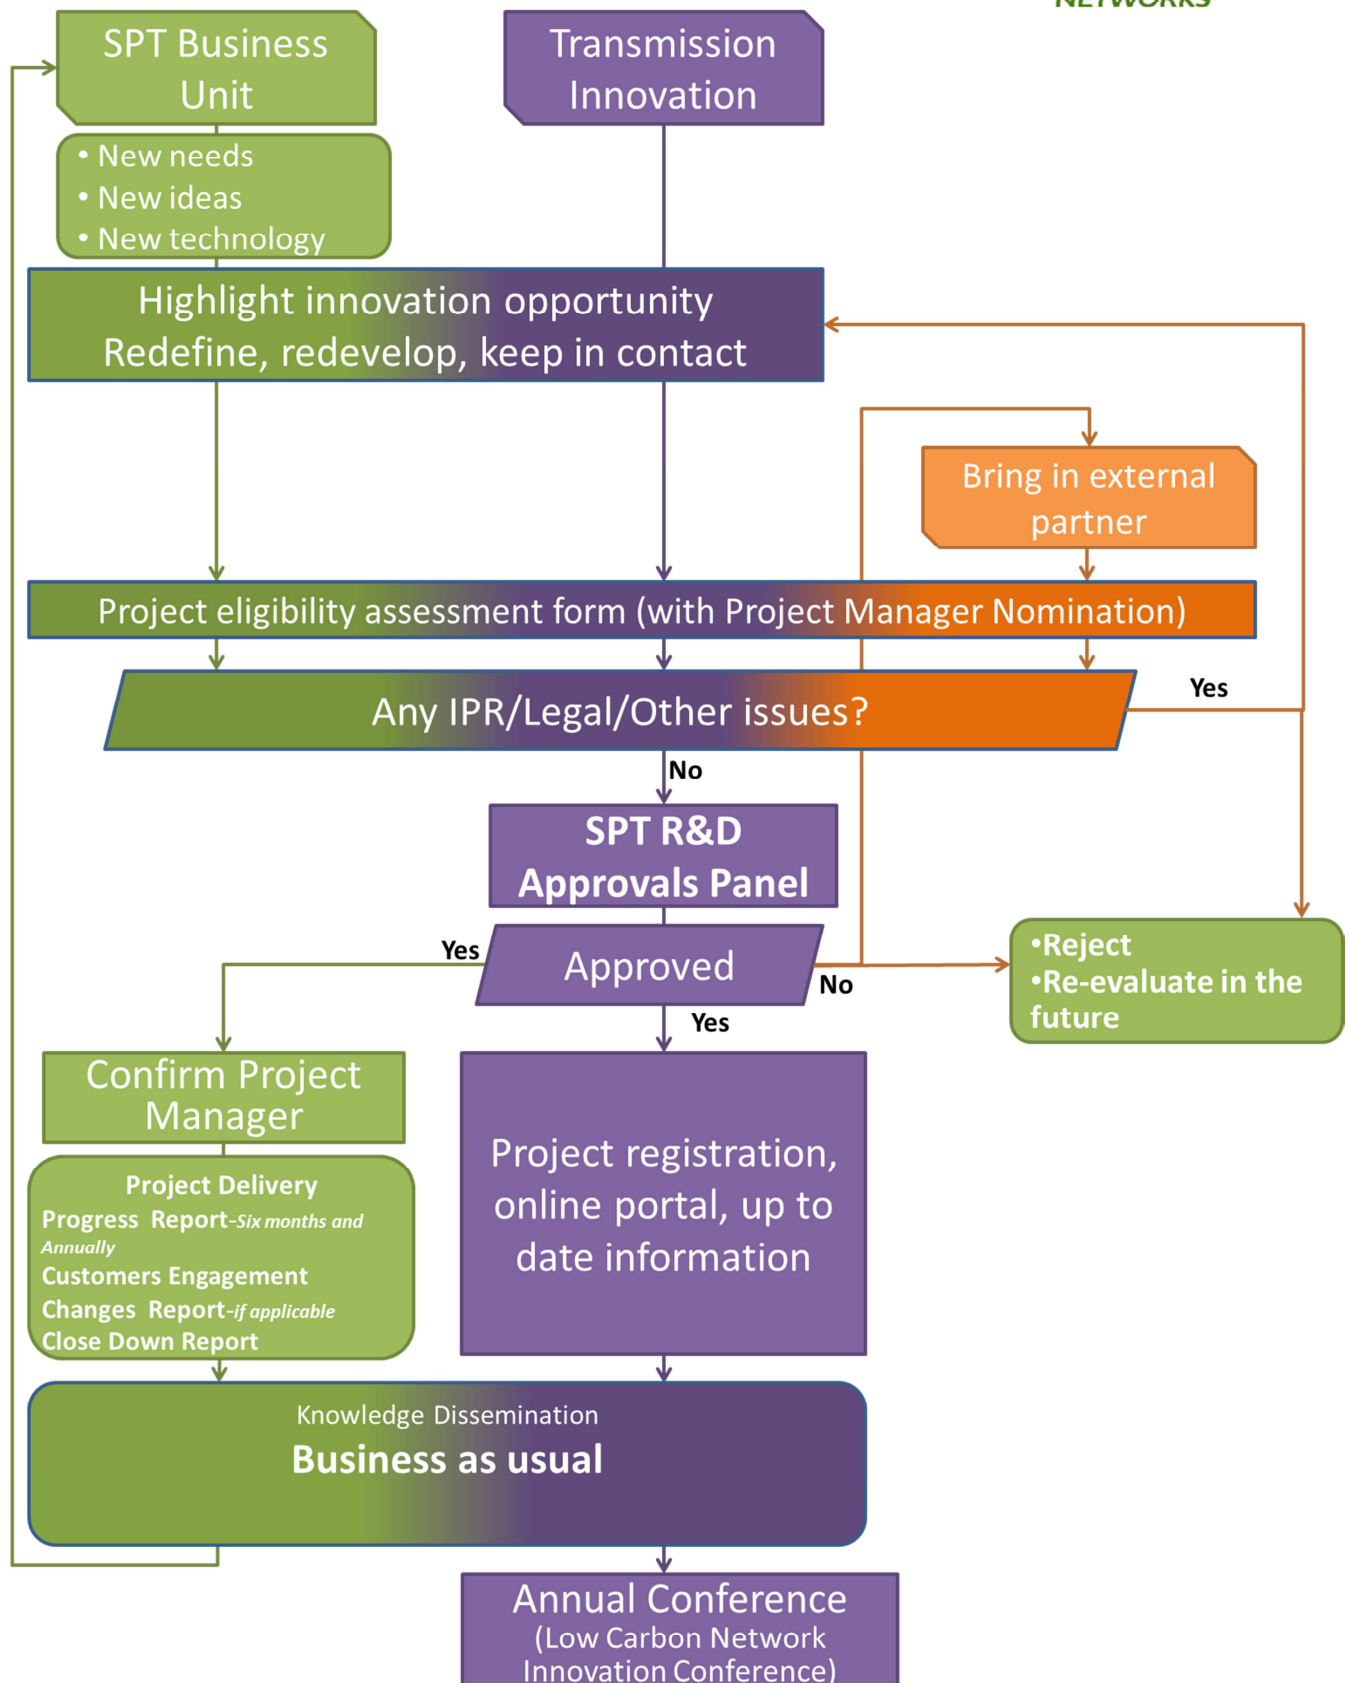 NETWORKS
SPT Business
Unit
Transmission
Innovation
• New needs
• New ideas
• New technology
Highlight innovation opportunity
Redefine, redevelop, keep in contact
Bring in external
partner
Project eligibility assessment form (with Project Manager Nomination)
Any IPR/Legal/Other issues?
Yes
No
SPT R&D
Approvals Panel
Yes
Approved
No
•Reject
•Re-evaluate in the
future
Yes
Confirm Project
Manager
Project Delivery
Progress Report-Six months and
Annually
Customers Engagement
Changes Report-if applicable
Close Down Report
Project registration,
online portal, up to
date information
Knowledge Dissemination
Business as usual
Annual Conference
(Low Carbon Network
Innovation Conference)